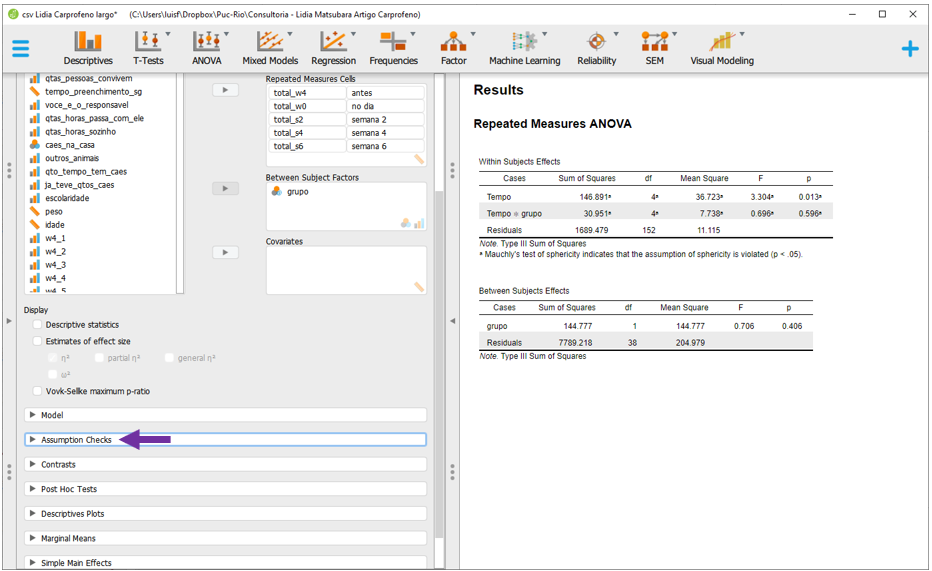 csv Lidia Carprofeno largo* (C:\Users\luisf\Dropbox\Puc-Rio\Consultoria - Lidia Matsubara Artigo Carprofeno)
Descriptives T-Tests ANOVA Mixed Models Regression Frequencies Factor Machine Learning Reliability SEM Visual Modeling
qtas_pessoas_convivem
tempo_preenchimento_sg
voce_e_o_responsavel
qtas_horas_passa_com_ele
qtas_horas_sozinho
caes_na_casa
outros_animais
qto_tempo_tem_caes
ja_teve_qtos_caes
escolaridade
peso
idade
w4_1
w4_2
w4_3
w4_4
w4_5
Repeated Measures Cells
total_w4 antes
total_w0 no dia
total_s2 semana 2
total_s4 semana 4
total_s6 semana 6
Between Subject Factors
grupo
Covariates
Display
Descriptive statistics
Estimates of effect size
η² partial η² general η²
ω²
Vovk-Sellke maximum p-ratio
Model
Assumption Checks
Contrasts
Post Hoc Tests
Descriptives Plots
Marginal Means
Simple Main Effects
Results
Repeated Measures ANOVA
Within Subjects Effects
Cases Sum of Squares df Mean Square F p
Tempo 146.891ª 4ª 36.723ª 3.304ª 0.013ª
Tempo ✻ grupo 30.951ª 4ª 7.738ª 0.696ª 0.596ª
Residuals 1689.479 152 11.115
Note. Type III Sum of Squares
ª Mauchly's test of sphericity indicates that the assumption of sphericity is violated (p < .05).
Between Subjects Effects
Cases Sum of Squares df Mean Square F p
grupo 144.777 1 144.777 0.706 0.406
Residuals 7789.218 38 204.979
Note. Type III Sum of Squares